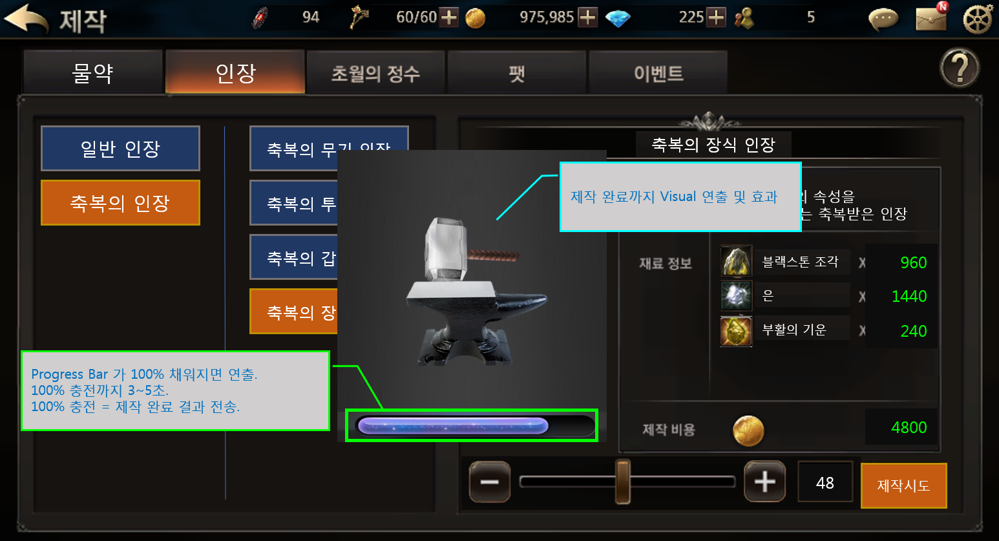 제작
94
60/60
975,985
225
5
N
물약
인장
초월의 정수
팻
이벤트
?
일반 인장
축복의 인장
축복의 무기 인장
축복의 투
축복의 갑
축복의 장
축복의 장식 인장
제작 완료까지 Visual 연출 및 효과
속성을
는 축복받은 인장
재료 정보
블랙스톤 조각 X 960
은 X 1440
부활의 기운 X 240
Progress Bar 가 100% 채워지면 연출.
100% 충전까지 3~5초.
100% 충전 = 제작 완료 결과 전송.
제작 비용
4800
48
제작시도